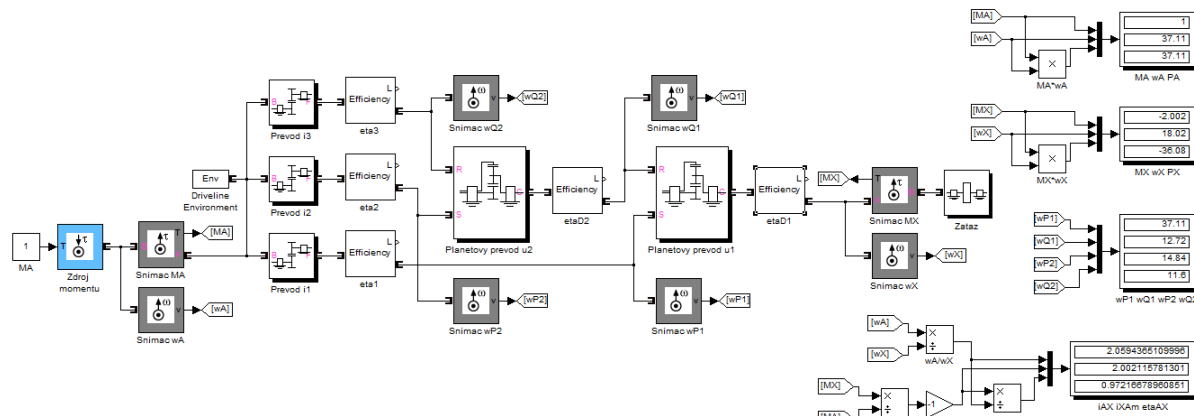 [MA]
[wA]
×
MA*wA
1
37.11
37.11
MA wA PA
[MX]
[wX]
×
MX*wX
-2.002
18.02
-36.08
MX wX PX
B
F
Prevod i3
Efficiency
L
eta3
ω
v
Snimac wQ2
[wQ2]
ω
v
Snimac wQ1
[wQ1]
Env
Driveline
Environment
B
F
Prevod i2
Efficiency
L
eta2
R
S
C
Planetovy prevod u2
Efficiency
L
etaD2
R
S
C
Planetovy prevod u1
Efficiency
L
etaD1
[MX]
T
τ
Snimac MX
Zataz
1
MA
T
τ
Zdroj
momentu
T
τ
Snimac MA
[MA]
B
F
Prevod i1
Efficiency
L
eta1
ω
v
Snimac wA
[wA]
ω
v
Snimac wP2
[wP2]
ω
v
Snimac wP1
[wP1]
ω
v
Snimac wX
[wX]
[wP1]
[wQ1]
[wP2]
[wQ2]
37.11
12.72
14.84
11.6
wP1 wQ1 wP2 wQ2
[wA]
[wX]
×
÷
wA/wX
[MX]
[MA]
×
÷
-1
×
÷
2.0594365109996
2.002115781301
0.97216678960851
iAX iXAm etaAX